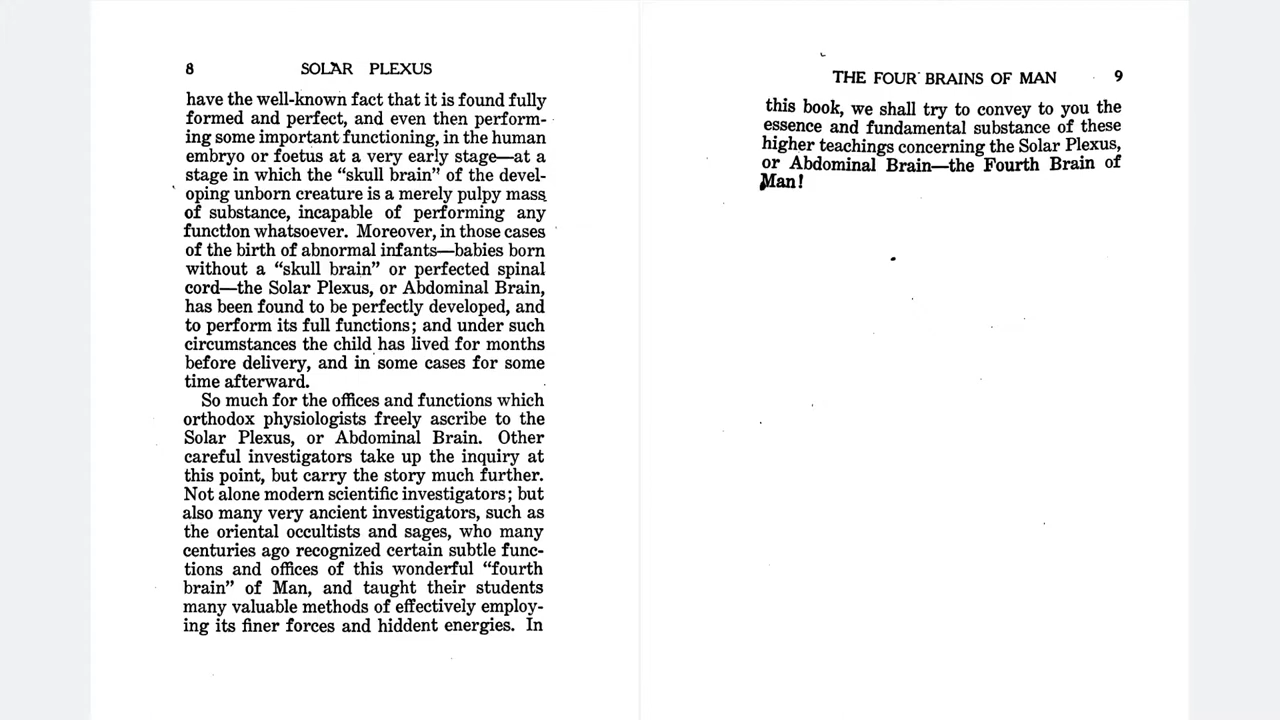 8 SOLAR PLEXUS
have the well-known fact that it is found fully
formed and perfect, and even then perform-
ing some important functioning, in the human
embryo or foetus at a very early stage—at a
stage in which the “skull brain” of the devel-
oping unborn creature is a merely pulpy mass
of substance, incapable of performing any
function whatsoever. Moreover, in those cases
of the birth of abnormal infants—babies born
without a “skull brain” or perfected spinal
cord—the Solar Plexus, or Abdominal Brain,
has been found to be perfectly developed, and
to perform its full functions; and under such
circumstances the child has lived for months
before delivery, and in some cases for some
time afterward.
So much for the offices and functions which
orthodox physiologists freely ascribe to the
Solar Plexus, or Abdominal Brain. Other
careful investigators take up the inquiry at
this point, but carry the story much further.
Not alone modern scientific investigators; but
also many very ancient investigators, such as
the oriental occultists and sages, who many
centuries ago recognized certain subtle func-
tions and offices of this wonderful “fourth
brain” of Man, and taught their students
many valuable methods of effectively employ-
ing its finer forces and hiddent energies. In
THE FOUR BRAINS OF MAN 9
this book, we shall try to convey to you the
essence and fundamental substance of these
higher teachings concerning the Solar Plexus,
or Abdominal Brain—the Fourth Brain of
Man!